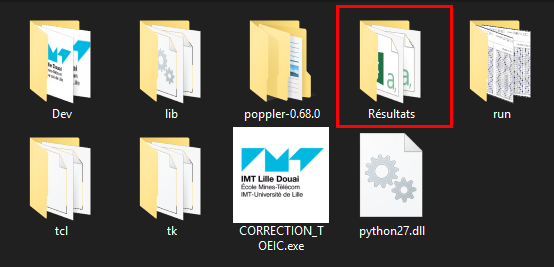 Dev
lib
poppler-0.68.0
Résultats
run
tcl
tk
IMT Lille Douai
École Mines-Télécom
IMT-Université de Lille
CORRECTION_T
OEIC.exe
python27.dll